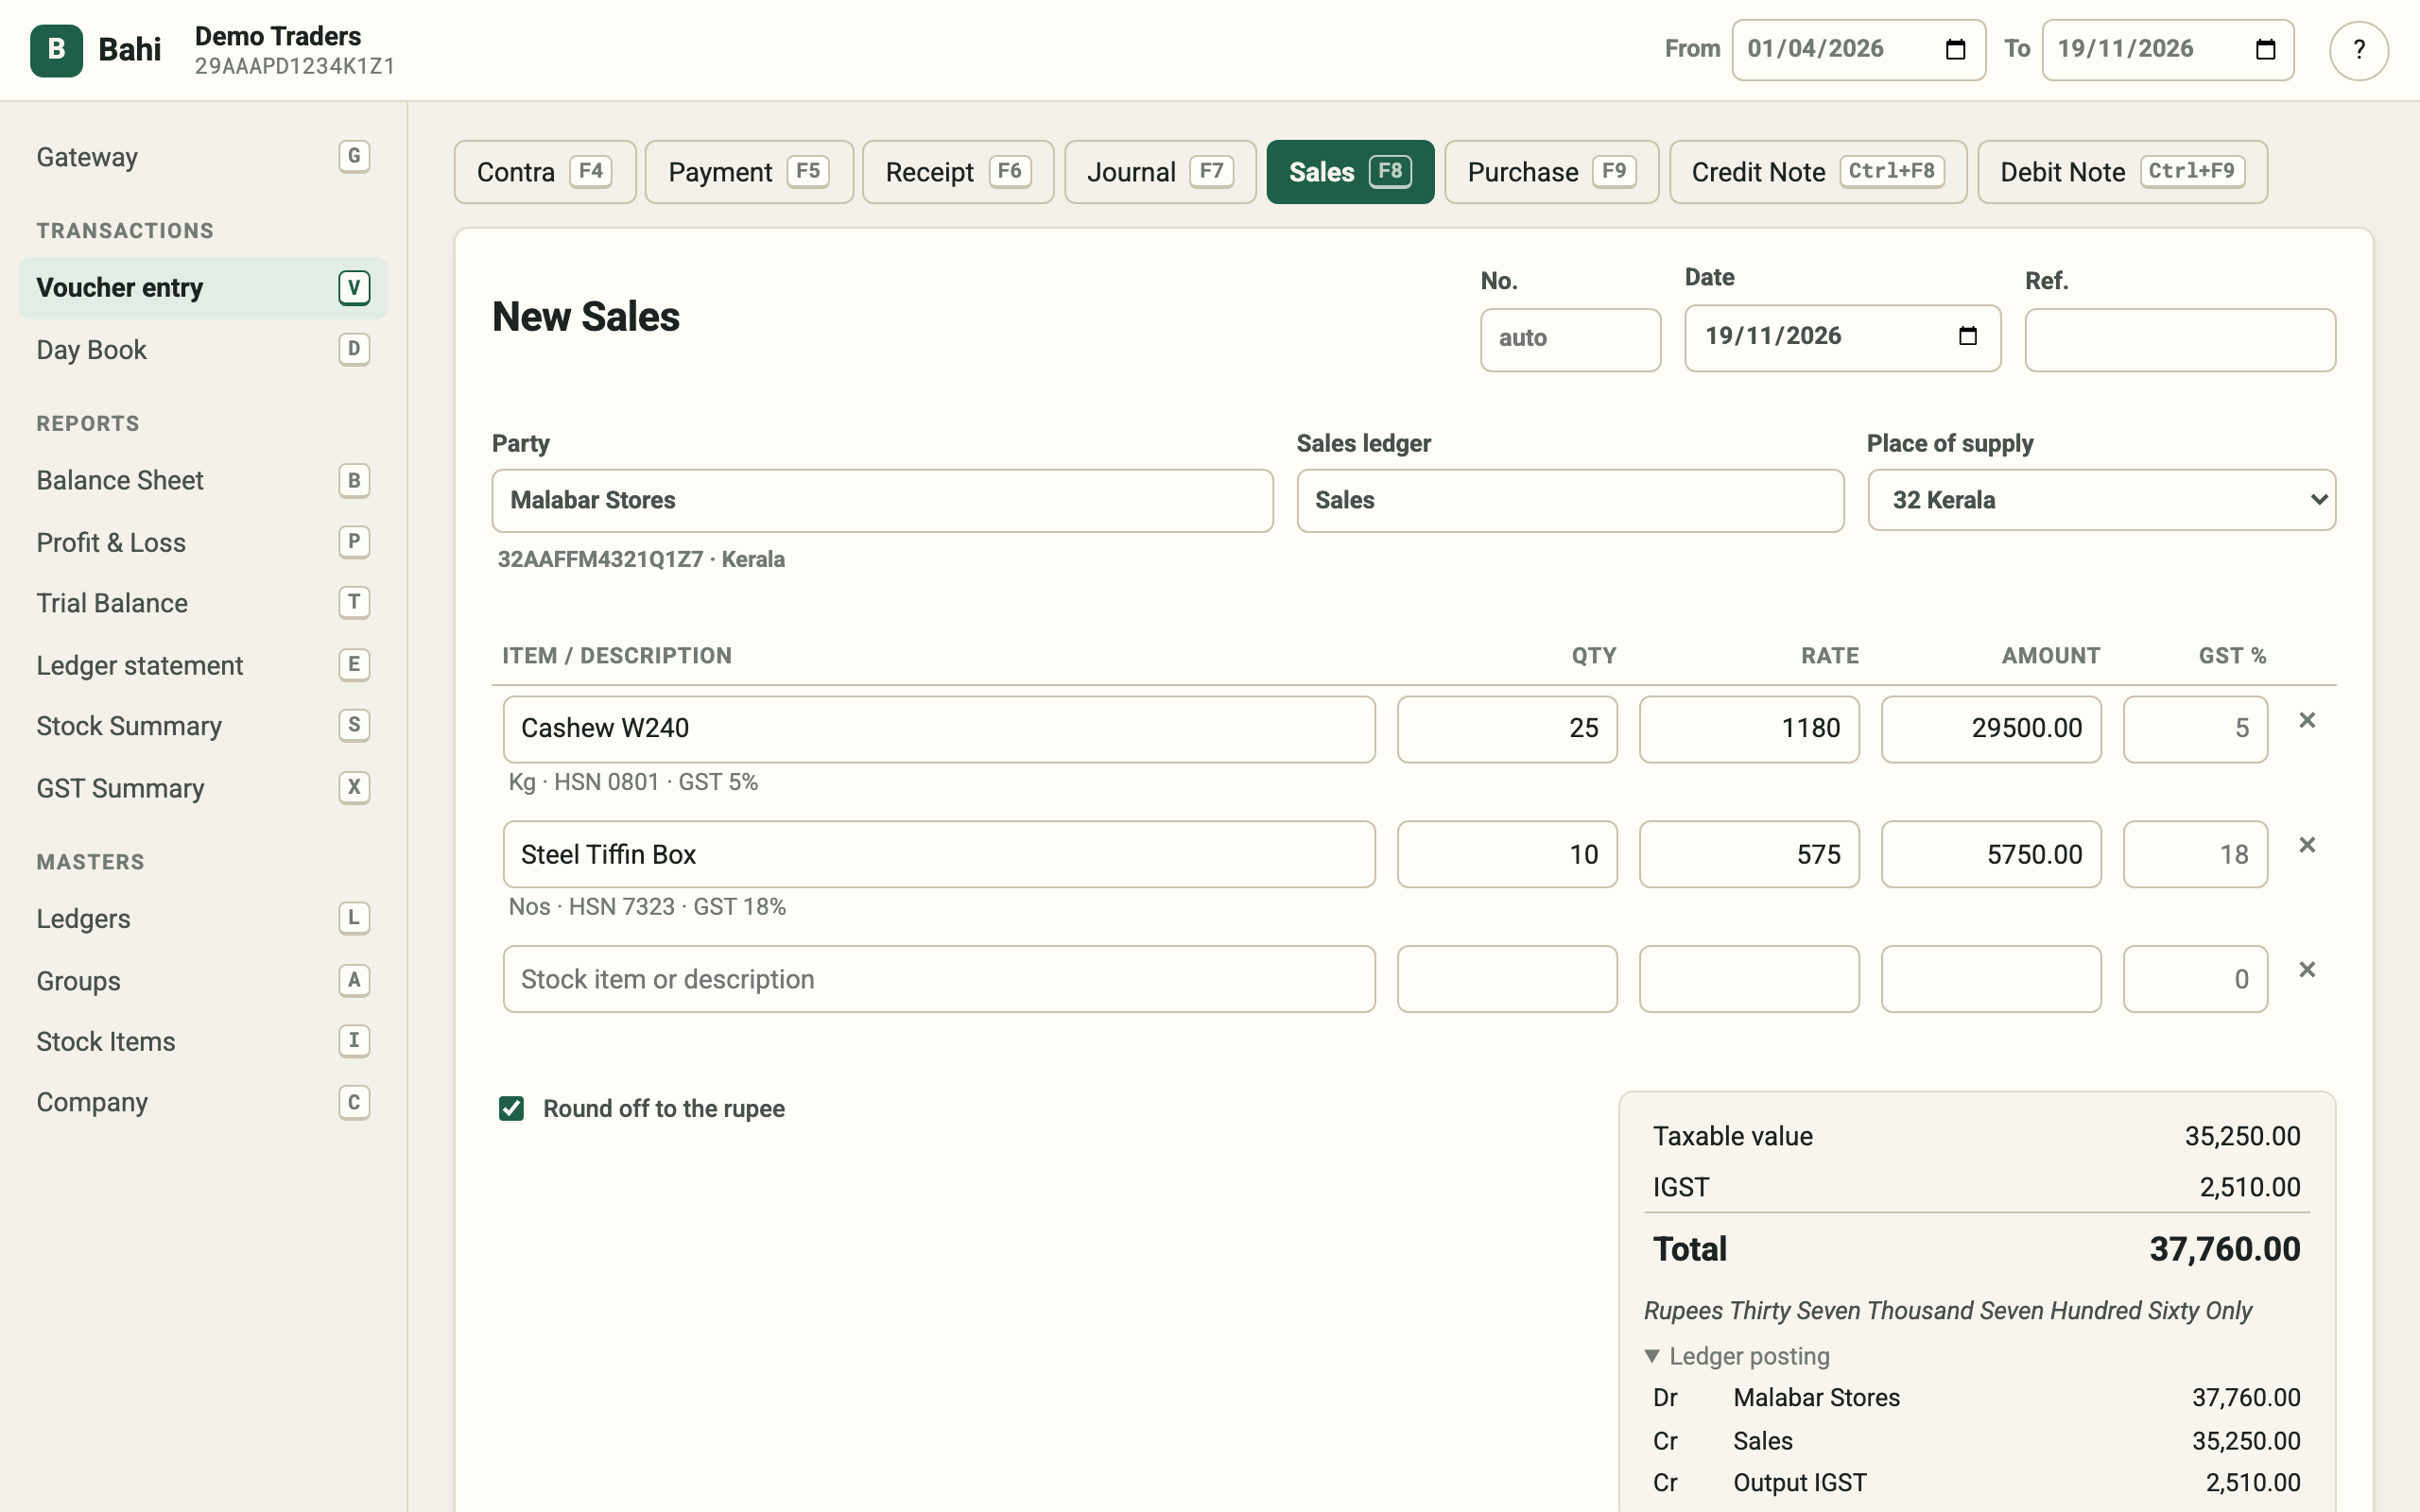 B Bahi Demo Traders
29AAAPD1234K1Z1
From 01/04/2026 To 19/11/2026 ?
Gateway G
TRANSACTIONS
Voucher entry V
Day Book D
REPORTS
Balance Sheet B
Profit & Loss P
Trial Balance T
Ledger statement E
Stock Summary S
GST Summary X
MASTERS
Ledgers L
Groups A
Stock Items I
Company C
Contra F4 Payment F5 Receipt F6 Journal F7 Sales F8 Purchase F9 Credit Note Ctrl+F8 Debit Note Ctrl+F9
New Sales
No. Date Ref.
auto 19/11/2026
Party Sales ledger Place of supply
Malabar Stores Sales 32 Kerala
32AAFFM4321Q1Z7 · Kerala
ITEM / DESCRIPTION QTY RATE AMOUNT GST %
Cashew W240 25 1180 29500.00 5 ×
Kg · HSN 0801 · GST 5%
Steel Tiffin Box 10 575 5750.00 18 ×
Nos · HSN 7323 · GST 18%
Stock item or description 0 ×
Round off to the rupee
Taxable value 35,250.00
IGST 2,510.00
Total 37,760.00
Rupees Thirty Seven Thousand Seven Hundred Sixty Only
▼ Ledger posting
Dr Malabar Stores 37,760.00
Cr Sales 35,250.00
Cr Output IGST 2,510.00